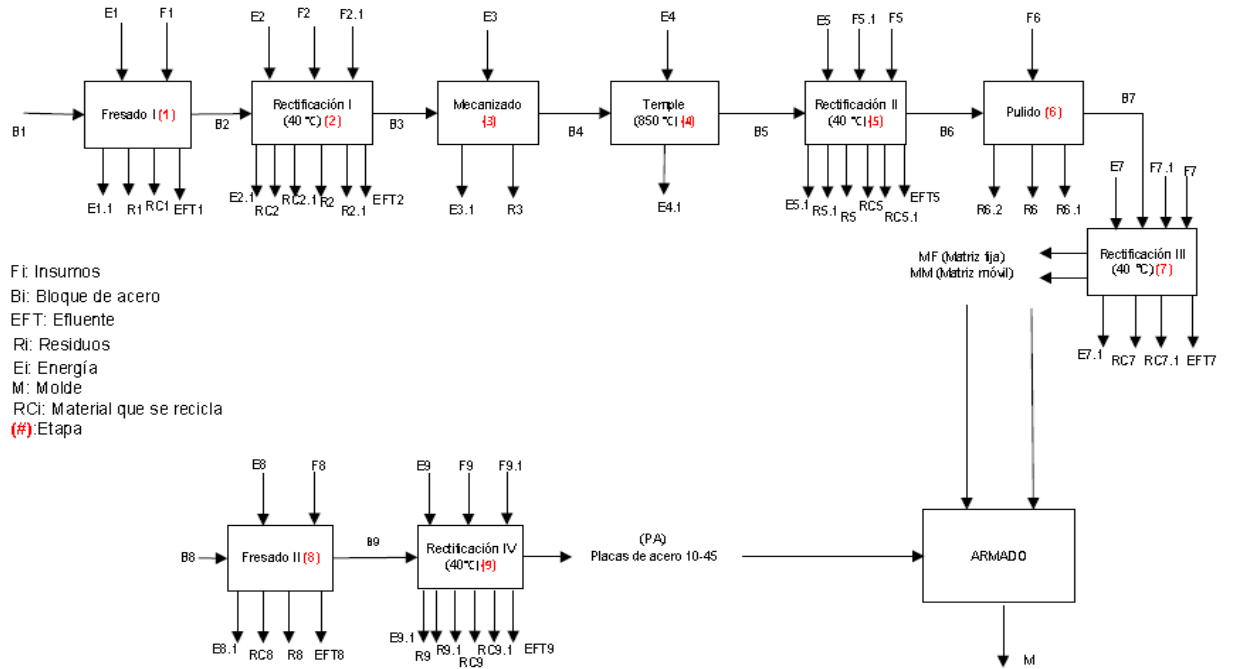 E1
F1
E2
F2
F2.1
E3
E4
E5
F5.1
F5
F6
Fresado I (1)
Rectificación I
(40 °C) (2)
Mecanizado
(3)
Temple
(850 °C) (4)
Rectificación II
(40 °C) (5)
Pulido (6)
B1
B2
B3
B4
B5
B6
B7
E1.1
R1
RC1
EFT1
E2.1
RC2
RC2.1
R2
R2.1
EFT2
E3.1
R3
E4.1
E5.1
R5.1
R5
RC5
RC5.1
EFT5
R6.2
R6
R6.1
E7
F7.1
F7
Rectificación III
(40 °C) (7)
MF (Matriz fija)
MM (Matriz móvil)
E7.1
RC7
RC7.1
EFT7
Fi: Insumos
Bi: Bloque de acero
EFT: Efluente
Ri: Residuos
Ei: Energía
M: Molde
RCi: Material que se recicla
(#):Etapa
E8
F8
E9
F9
F9.1
B8
Fresado II (8)
B9
Rectificación IV
(40°C) (9)
(PA)
Placas de acero 10-45
ARMADO
E8.1
RC8
R8
EFT8
E9.1
R9
R9.1
RC9
RC9.1
EFT9
M